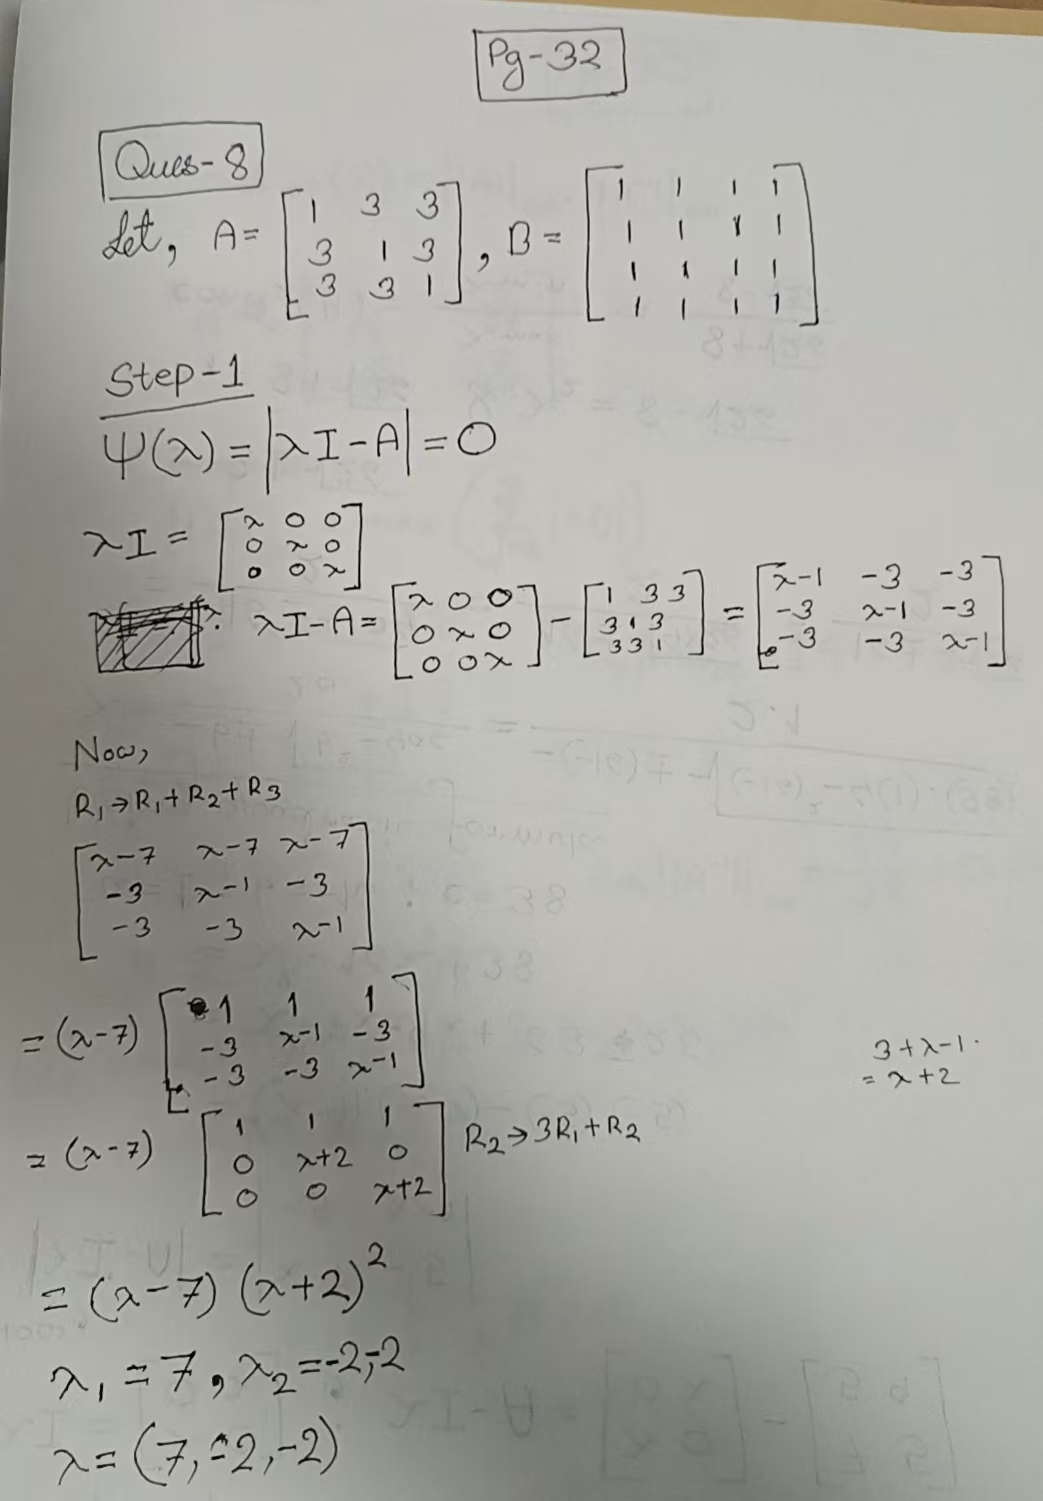 Pg-32
Ques-8
Let, A = [1 3 3; 3 1 3; 3 3 1], B = [1 1 1 1; 1 1 1 1; 1 1 1 1; 1 1 1 1]
Step-1
Ψ(λ) = |λI-A| = 0
λI = [λ 0 0; 0 λ 0; 0 0 λ]
∴ λI-A = [λ 0 0; 0 λ 0; 0 0 λ] - [1 3 3; 3 1 3; 3 3 1] = [λ-1 -3 -3; -3 λ-1 -3; -3 -3 λ-1]
Now,
R₁→R₁+R₂+R₃
[λ-7 λ-7 λ-7; -3 λ-1 -3; -3 -3 λ-1]
= (λ-7) [1 1 1; -3 λ-1 -3; -3 -3 λ-1]
3+λ-1
= λ+2
= (λ-7) [1 1 1; 0 λ+2 0; 0 0 λ+2] R₂→3R₁+R₂
= (λ-7) (λ+2)²
λ₁ = 7, λ₂ = -2,-2
λ = (7, -2, -2)